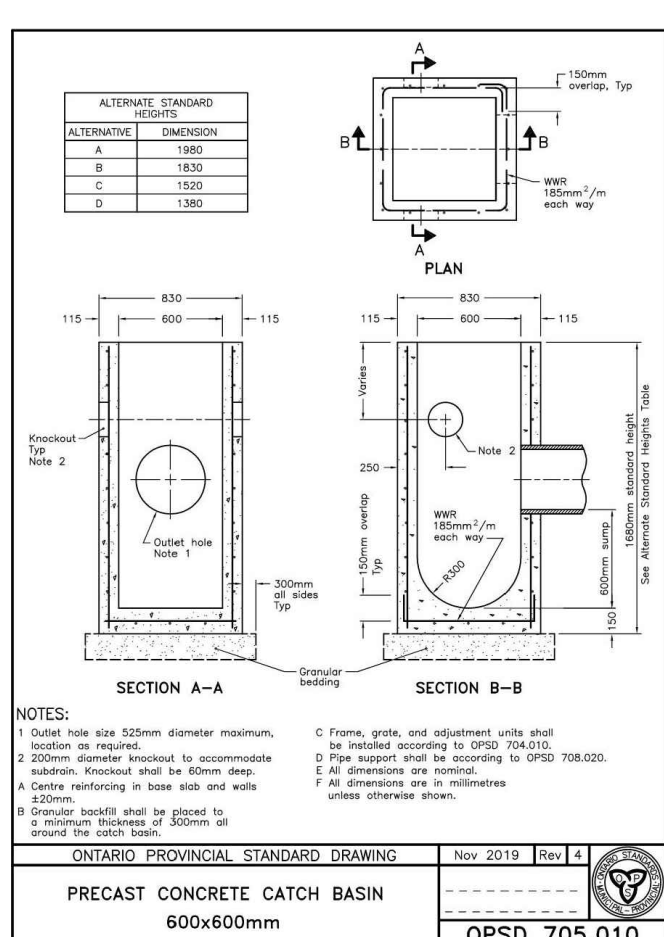 ALTERNATE STANDARD
HEIGHTS
ALTERNATIVE DIMENSION
A 1980
B 1830
C 1520
D 1380
A
150mm
overlap, Typ
B
B
WWR
185mm²/m
each way
A
PLAN
830
115 600 115
Knockout
Typ
Note 2
Outlet hole
Note 1
300mm
all sides
Typ
SECTION A-A
830
115 600 115
Varies
Note 2
250
WWR
185mm²/m
each way
150mm overlap
Typ
R300
600mm sump
150
1680mm standard height
See Alternate Standard Heights Table
Granular
bedding
SECTION B-B
NOTES:
1 Outlet hole size 525mm diameter maximum,
location as required.
2 200mm diameter knockout to accommodate
subdrain. Knockout shall be 60mm deep.
A Centre reinforcing in base slab and walls
±20mm.
B Granular backfill shall be placed to
a minimum thickness of 300mm all
around the catch basin.
C Frame, grate, and adjustment units shall
be installed according to OPSD 704.010.
D Pipe support shall be according to OPSD 708.020.
E All dimensions are nominal.
F All dimensions are in millimetres
unless otherwise shown.
ONTARIO PROVINCIAL STANDARD DRAWING
Nov 2019 Rev 4
ONTARIO STANDARDS
MUNICIPAL-PROVINCIAL
O P S
PRECAST CONCRETE CATCH BASIN
600x600mm
OPSD 705.010